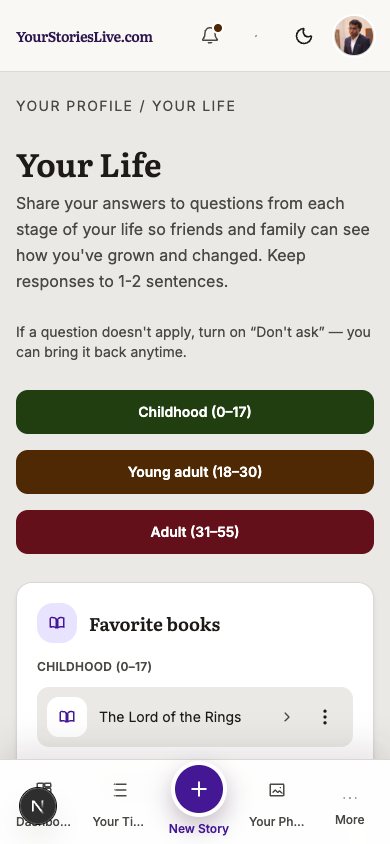 YourStoriesLive.com
YOUR PROFILE / YOUR LIFE
Your Life
Share your answers to questions from each
stage of your life so friends and family can see
how you've grown and changed. Keep
responses to 1-2 sentences.
If a question doesn't apply, turn on “Don't ask” — you
can bring it back anytime.
Childhood (0–17)
Young adult (18–30)
Adult (31–55)
Favorite books
CHILDHOOD (0–17)
The Lord of the Rings
N
Dashbo...
Your Ti...
New Story
Your Ph...
More